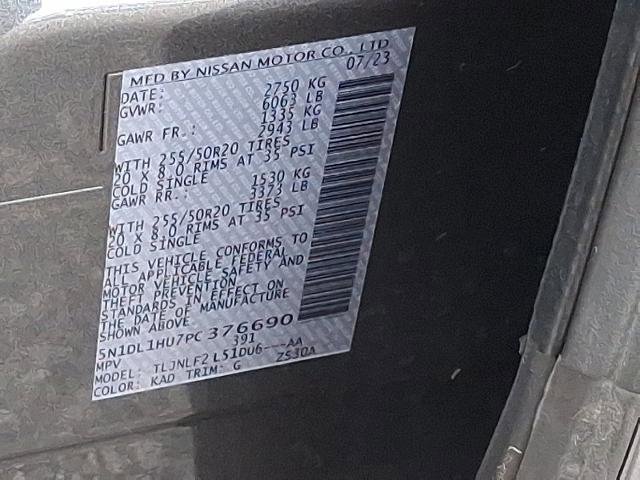 MFD BY NISSAN MOTOR CO., LTD
DATE: 07/23
GVWR: 2750 KG
6063 LB
GAWR FR.: 1335 KG
2943 LB
WITH 255/50R20 TIRES
20 X 8.0 RIMS AT 35 PSI
COLD SINGLE
GAWR RR.: 1530 KG
3373 LB
WITH 255/50R20 TIRES
20 X 8.0 RIMS AT 35 PSI
COLD SINGLE
THIS VEHICLE CONFORMS TO
ALL APPLICABLE FEDERAL
MOTOR VEHICLE SAFETY AND
THEFT PREVENTION
STANDARDS IN EFFECT ON
THE DATE OF MANUFACTURE
SHOWN ABOVE
5N1DL1HU7PC376690
MPV 391
MODEL: TLJNLF2 L51DU6---AA
COLOR: KAD TRIM: G ZS30A